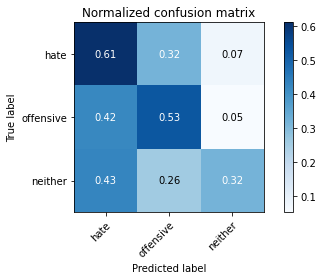 Normalized confusion matrix
hate 0.61 0.32 0.07
offensive 0.42 0.53 0.05
neither 0.43 0.26 0.32
hate offensive neither
True label
Predicted label
0.6
0.5
0.4
0.3
0.2
0.1